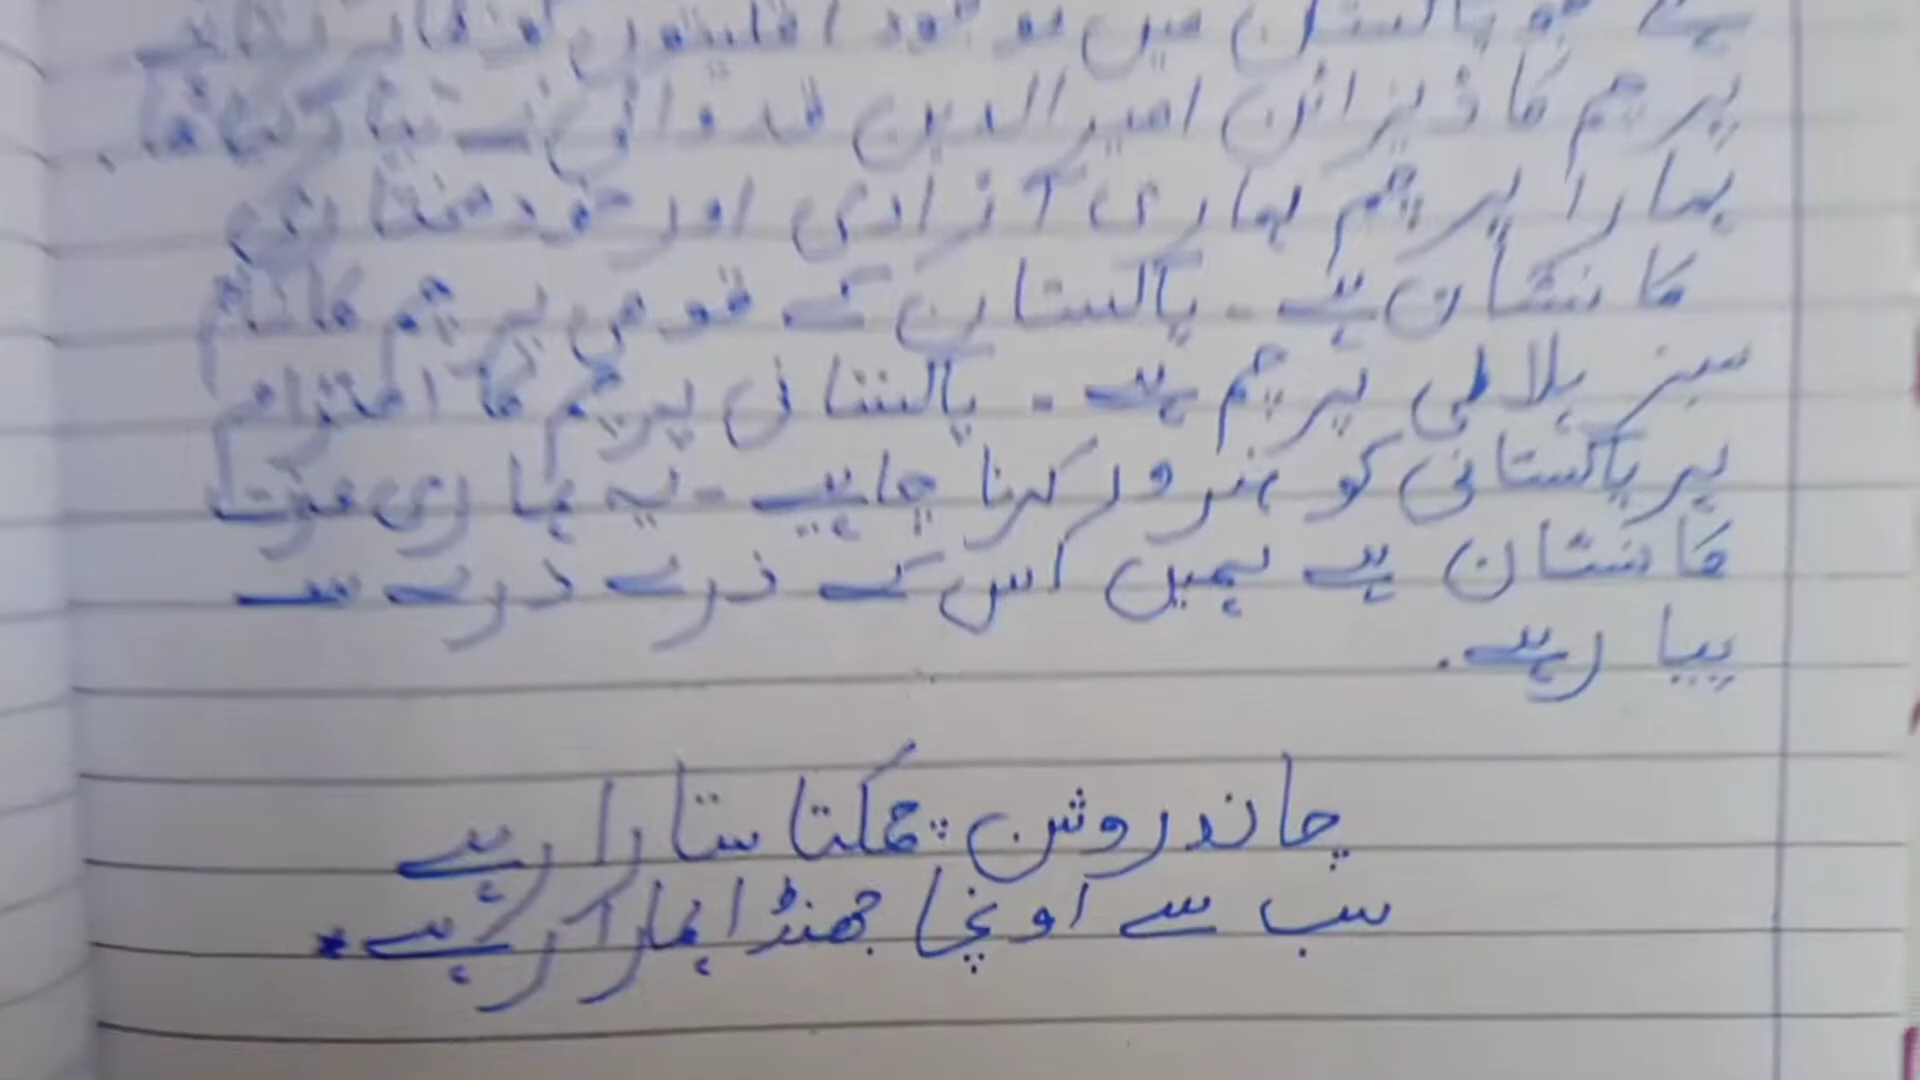 ہے جو پاکستان میں موجود اقلیتوں کو
پرچم کا ڈیزائن امیر الدین قدوائی نے تیار کیا تھا.
ہمارا پرچم ہماری آزادی اور خود مختاری
کا نشان ہے - پاکستان کے قومی پرچم کا نام
سبز ہلالی پرچم ہے - پاکستانی پرچم کا احترام
ہر پاکستانی کو ضرور کرنا چاہیے - یہ ہماری عزت
کا نشان ہے ہمیں اس کے ذرے ذرے سے
پیار ہے.
چاند روشن چمکتا ستارا رہے
سب سے اونچا جھنڈا ہمارا رہے